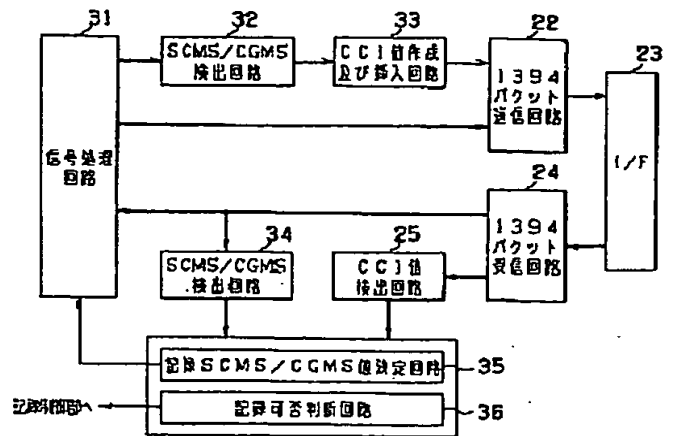 31
32
33
22
23
SCMS/CGMS
検出回路
CCI値作成
及び挿入回路
1394
パケット
送信回路
I/F
信号処理
回路
24
1394
パケット
受信回路
34
25
SCMS/CGMS
検出回路
CCI値
検出回路
記録SCMS/CGMS値決定回路
35
記録制御部へ
記録可否判断回路
36